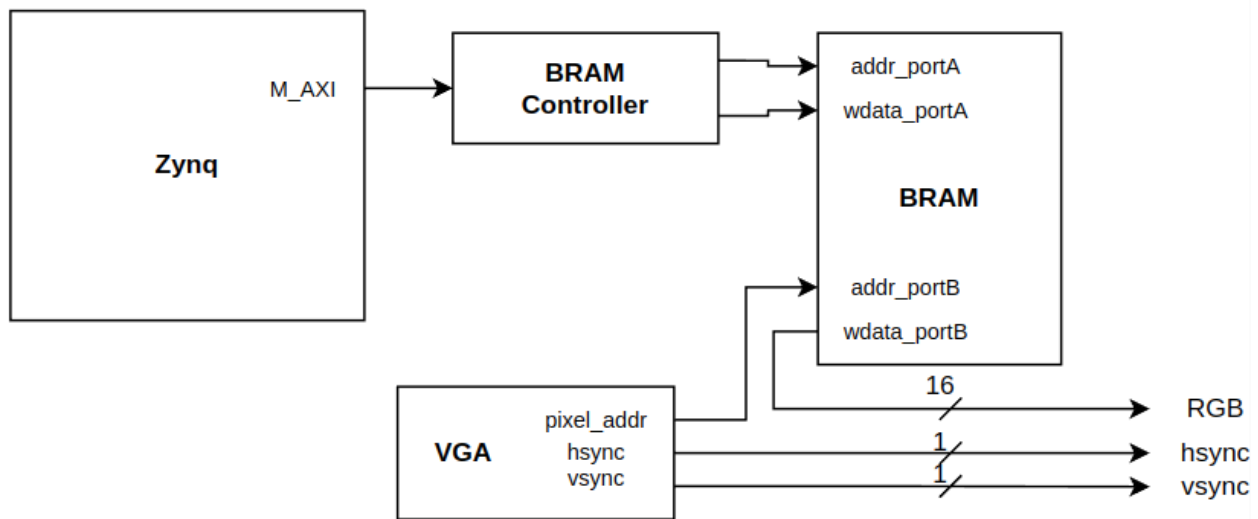 M_AXI
Zynq
BRAM
Controller
addr_portA
wdata_portA
BRAM
addr_portB
wdata_portB
16
RGB
VGA
pixel_addr
hsync
vsync
1
hsync
1
vsync